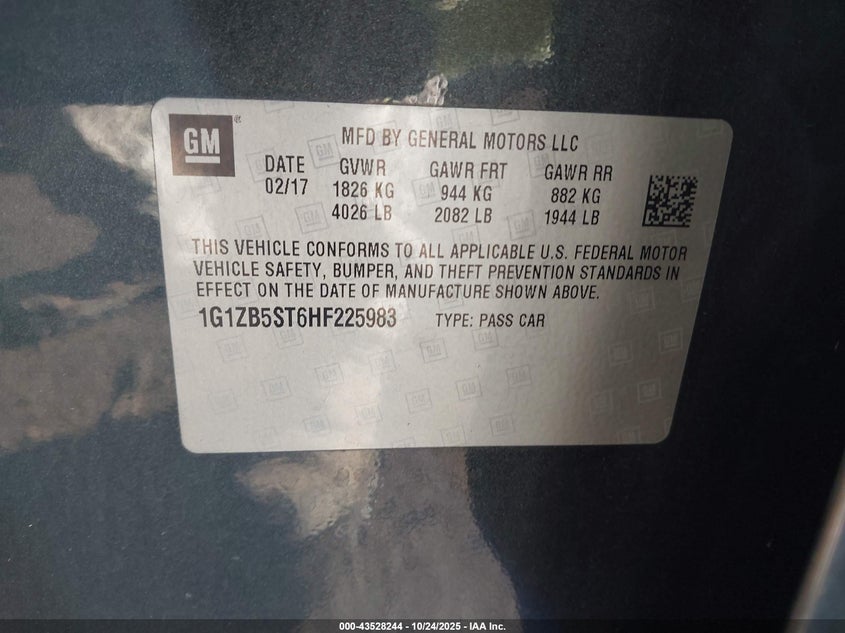 GM
MFD BY GENERAL MOTORS LLC
DATE GVWR GAWR FRT GAWR RR
02/17 1826 KG 944 KG 882 KG
4026 LB 2082 LB 1944 LB
THIS VEHICLE CONFORMS TO ALL APPLICABLE U.S. FEDERAL MOTOR
VEHICLE SAFETY, BUMPER, AND THEFT PREVENTION STANDARDS IN
EFFECT ON THE DATE OF MANUFACTURE SHOWN ABOVE.
1G1ZB5ST6HF225983 TYPE: PASS CAR
000-43528244 - 10/24/2025 - IAA Inc.